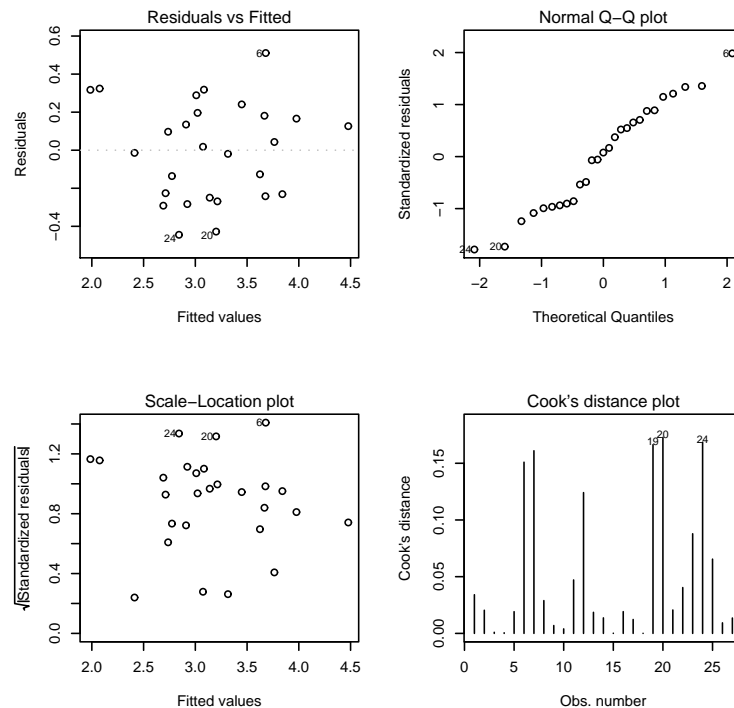 Residuals vs Fitted
Residuals
0.6
0.2
0.0
−0.4
6
24
20
2.0 2.5 3.0 3.5 4.0 4.5
Fitted values
Normal Q−Q plot
Standardized residuals
2
1
0
−1
6
24
20
−2 −1 0 1 2
Theoretical Quantiles
Scale−Location plot
√|Standardized residuals|
1.2
0.8
0.4
0.0
6
24
20
2.0 2.5 3.0 3.5 4.0 4.5
Fitted values
Cook's distance plot
Cook's distance
0.15
0.10
0.05
0.00
19
20
24
0 5 10 15 20 25
Obs. number